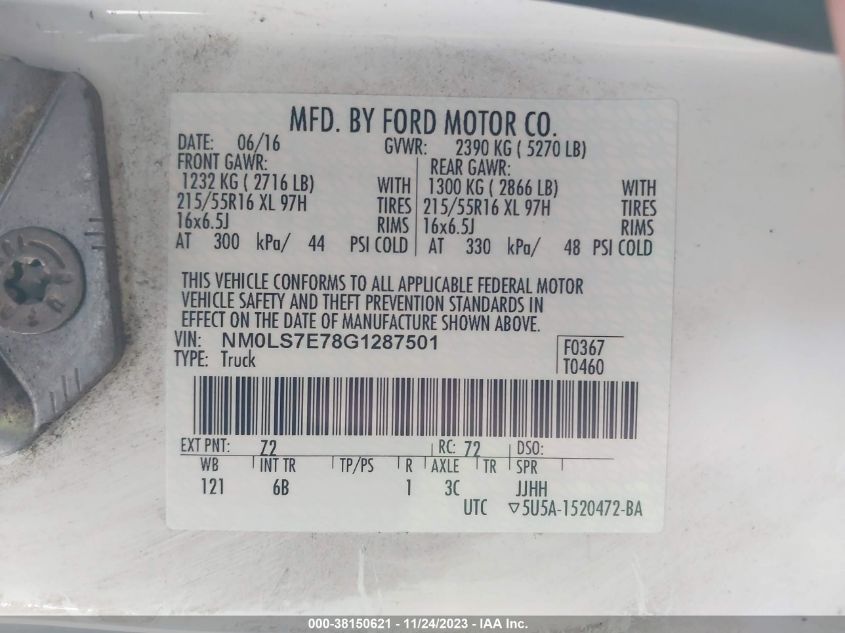 MFD. BY FORD MOTOR CO.
DATE: 06/16 GVWR: 2390 KG ( 5270 LB)
FRONT GAWR: REAR GAWR:
1232 KG ( 2716 LB) WITH 1300 KG ( 2866 LB) WITH
215/55R16 XL 97H TIRES 215/55R16 XL 97H TIRES
16x6.5J RIMS 16x6.5J RIMS
AT 300 kPa/ 44 PSI COLD AT 330 kPa/ 48 PSI COLD
THIS VEHICLE CONFORMS TO ALL APPLICABLE FEDERAL MOTOR
VEHICLE SAFETY AND THEFT PREVENTION STANDARDS IN
EFFECT ON THE DATE OF MANUFACTURE SHOWN ABOVE.
VIN: NM0LS7E78G1287501 F0367
TYPE: Truck T0460
EXT PNT: Z2 RC: 72 DSO:
WB INT TR TP/PS R AXLE TR SPR
121 6B 1 3C JJHH
UTC ▽5U5A-1520472-BA
000-38150621 - 11/24/2023 - IAA Inc.